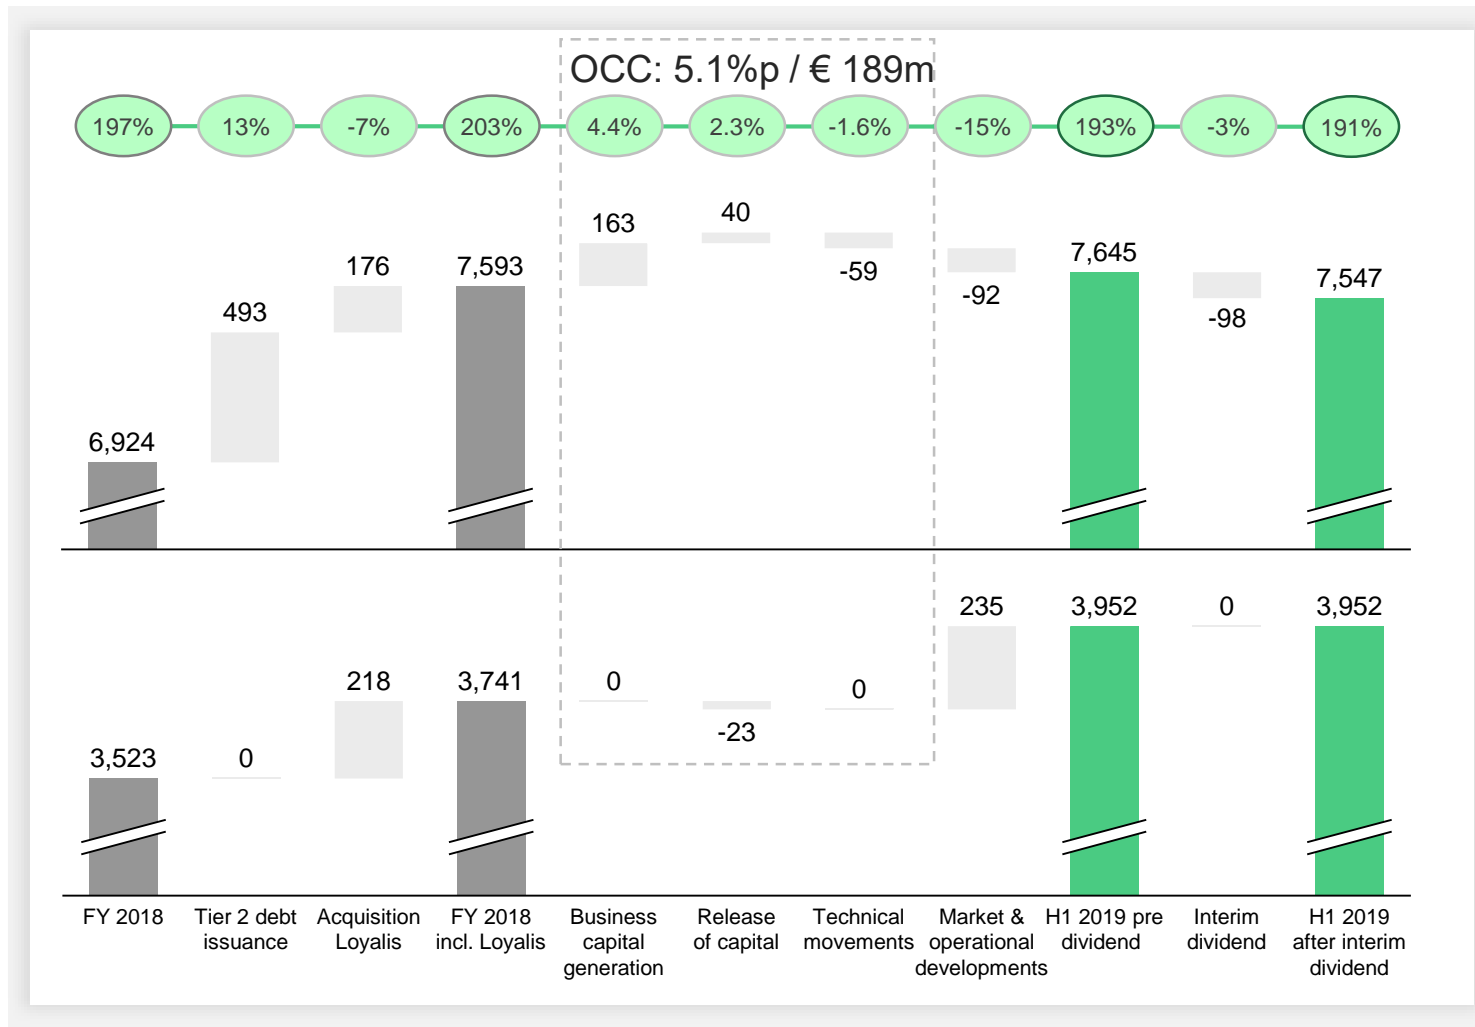 OCC: 5.1%p / € 189m
197% 13% -7% 203% 4.4% 2.3% -1.6% -15% 193% -3% 191%
6,924 493 176 7,593 163 40 -59 -92 7,645 -98 7,547
3,523 0 218 3,741 0 -23 0 235 3,952 0 3,952
FY 2018
Tier 2 debt
issuance
Acquisition
Loyalis
FY 2018
incl. Loyalis
Business
capital
generation
Release
of capital
Technical
movements
Market &
operational
developments
H1 2019 pre
dividend
Interim
dividend
H1 2019
after interim
dividend